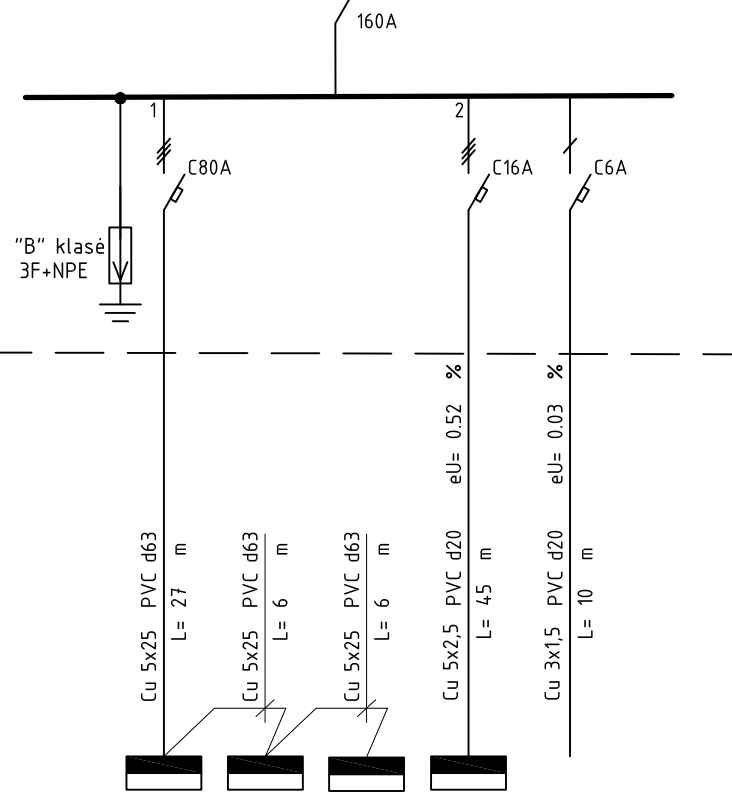 160A
1
2
C80A
C16A
C6A
"B" klasė
3F+NPE
eU= 0.52 %
eU= 0.03 %
Cu 5x25 PVC d63
L= 27 m
Cu 5x25 PVC d63
L= 6 m
Cu 5x25 PVC d63
L= 6 m
Cu 5x2,5 PVC d20
L= 45 m
Cu 3x1,5 PVC d20
L= 10 m